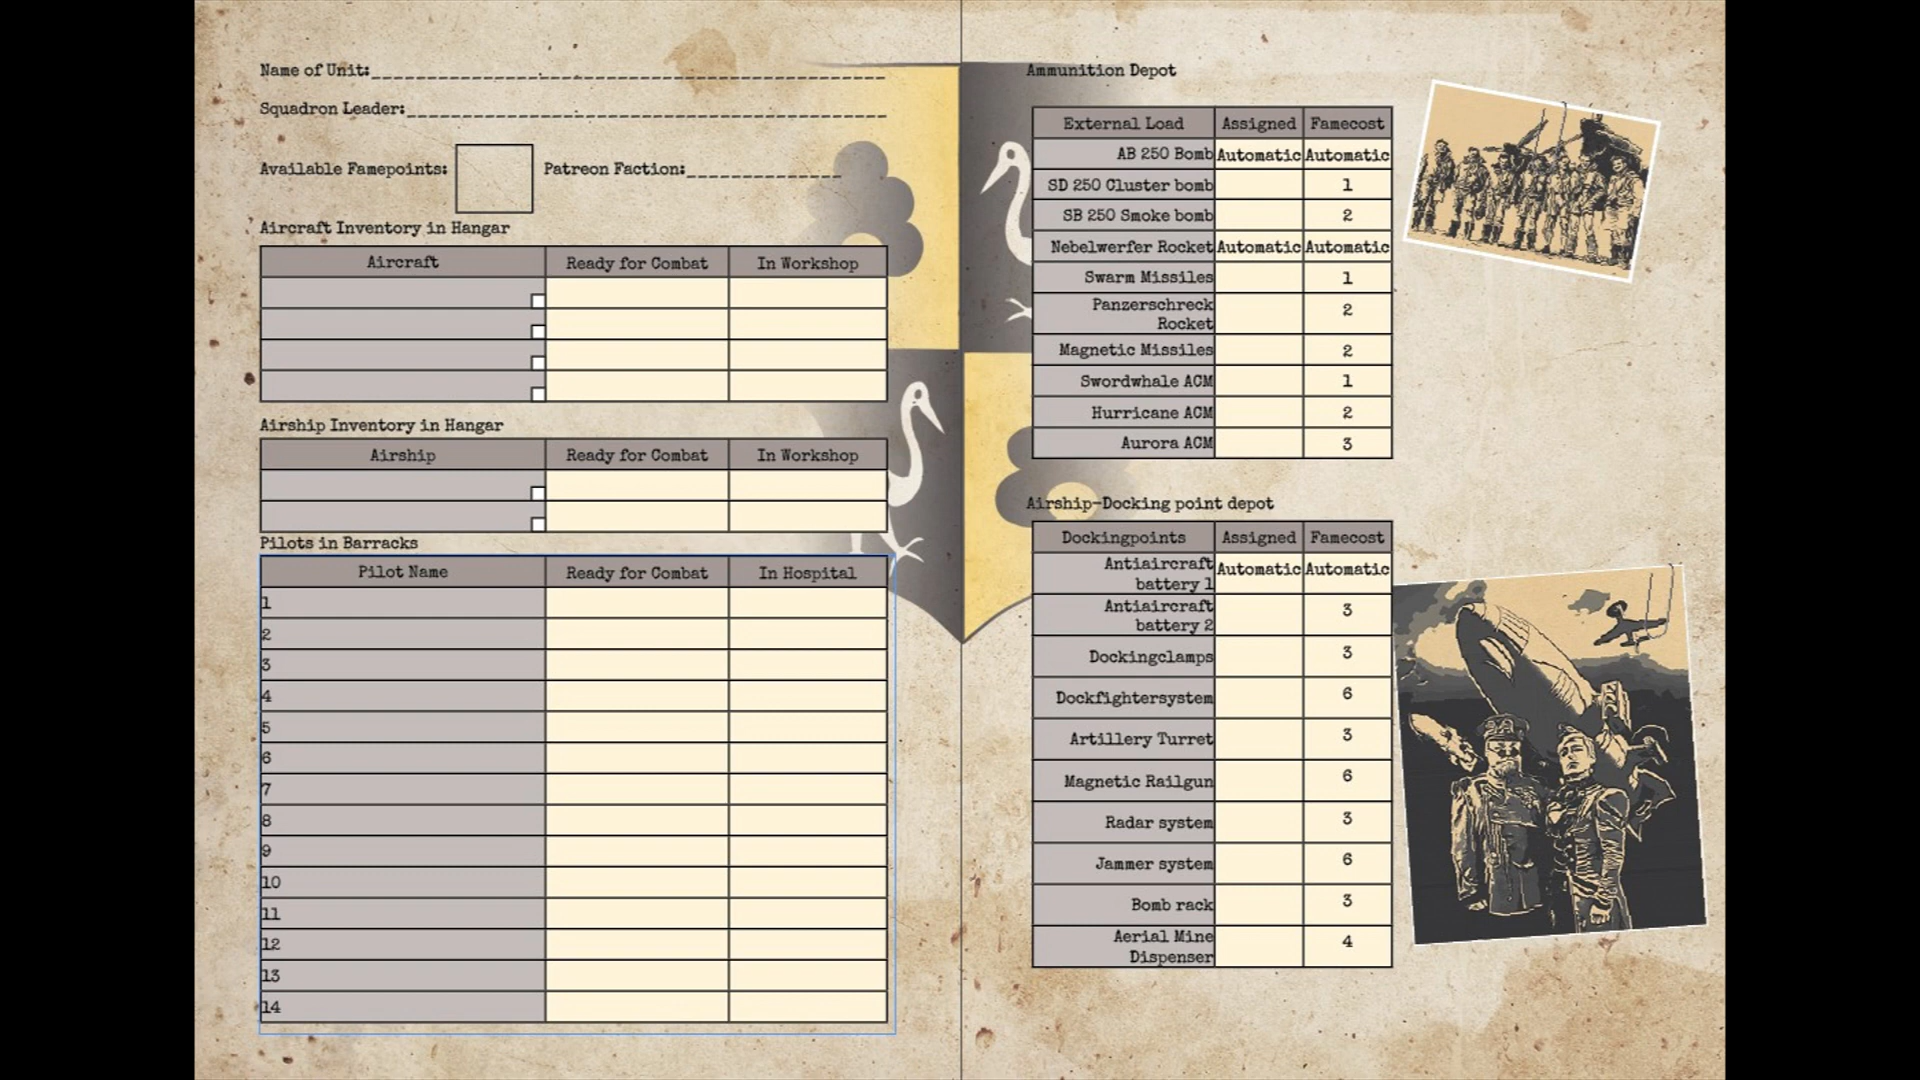 Name of Unit:
Squadron Leader:
Available Famepoints:
Patreon Faction:
Aircraft Inventory in Hangar
Aircraft Ready for Combat In Workshop
Airship Inventory in Hangar
Airship Ready for Combat In Workshop
Pilots in Barracks
Pilot Name Ready for Combat In Hospital
1
2
3
4
5
6
7
8
9
10
11
12
13
14
Ammunition Depot
External Load Assigned Famecost
AB 250 Bomb Automatic Automatic
SD 250 Cluster bomb 1
SB 250 Smoke bomb 2
Nebelwerfer Rocket Automatic Automatic
Swarm Missiles 1
Panzerschreck
Rocket 2
Magnetic Missiles 2
Swordwhale ACM 1
Hurricane ACM 2
Aurora ACM 3
Airship-Docking point depot
Dockingpoints Assigned Famecost
Antiaircraft
battery 1 Automatic Automatic
Antiaircraft
battery 2 3
Dockingclamps 3
Dockfightersystem 6
Artillery Turret 3
Magnetic Railgun 6
Radar system 3
Jammer system 6
Bomb rack 3
Aerial Mine
Dispenser 4